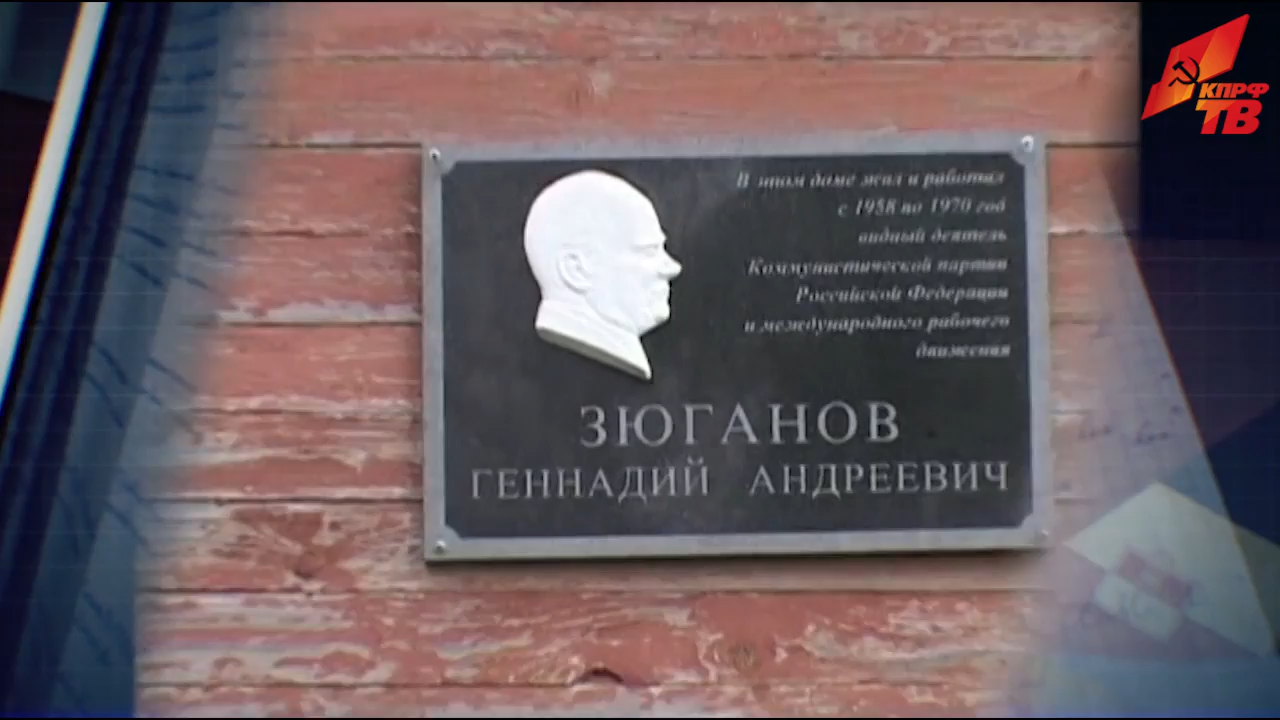 КПРФ
ТВ
В этом доме жил и работал
с 1958 по 1970 год
видный деятель
Коммунистической партии
Российской Федерации
и международного рабочего
движения
ЗЮГАНОВ
ГЕННАДИЙ АНДРЕЕВИЧ